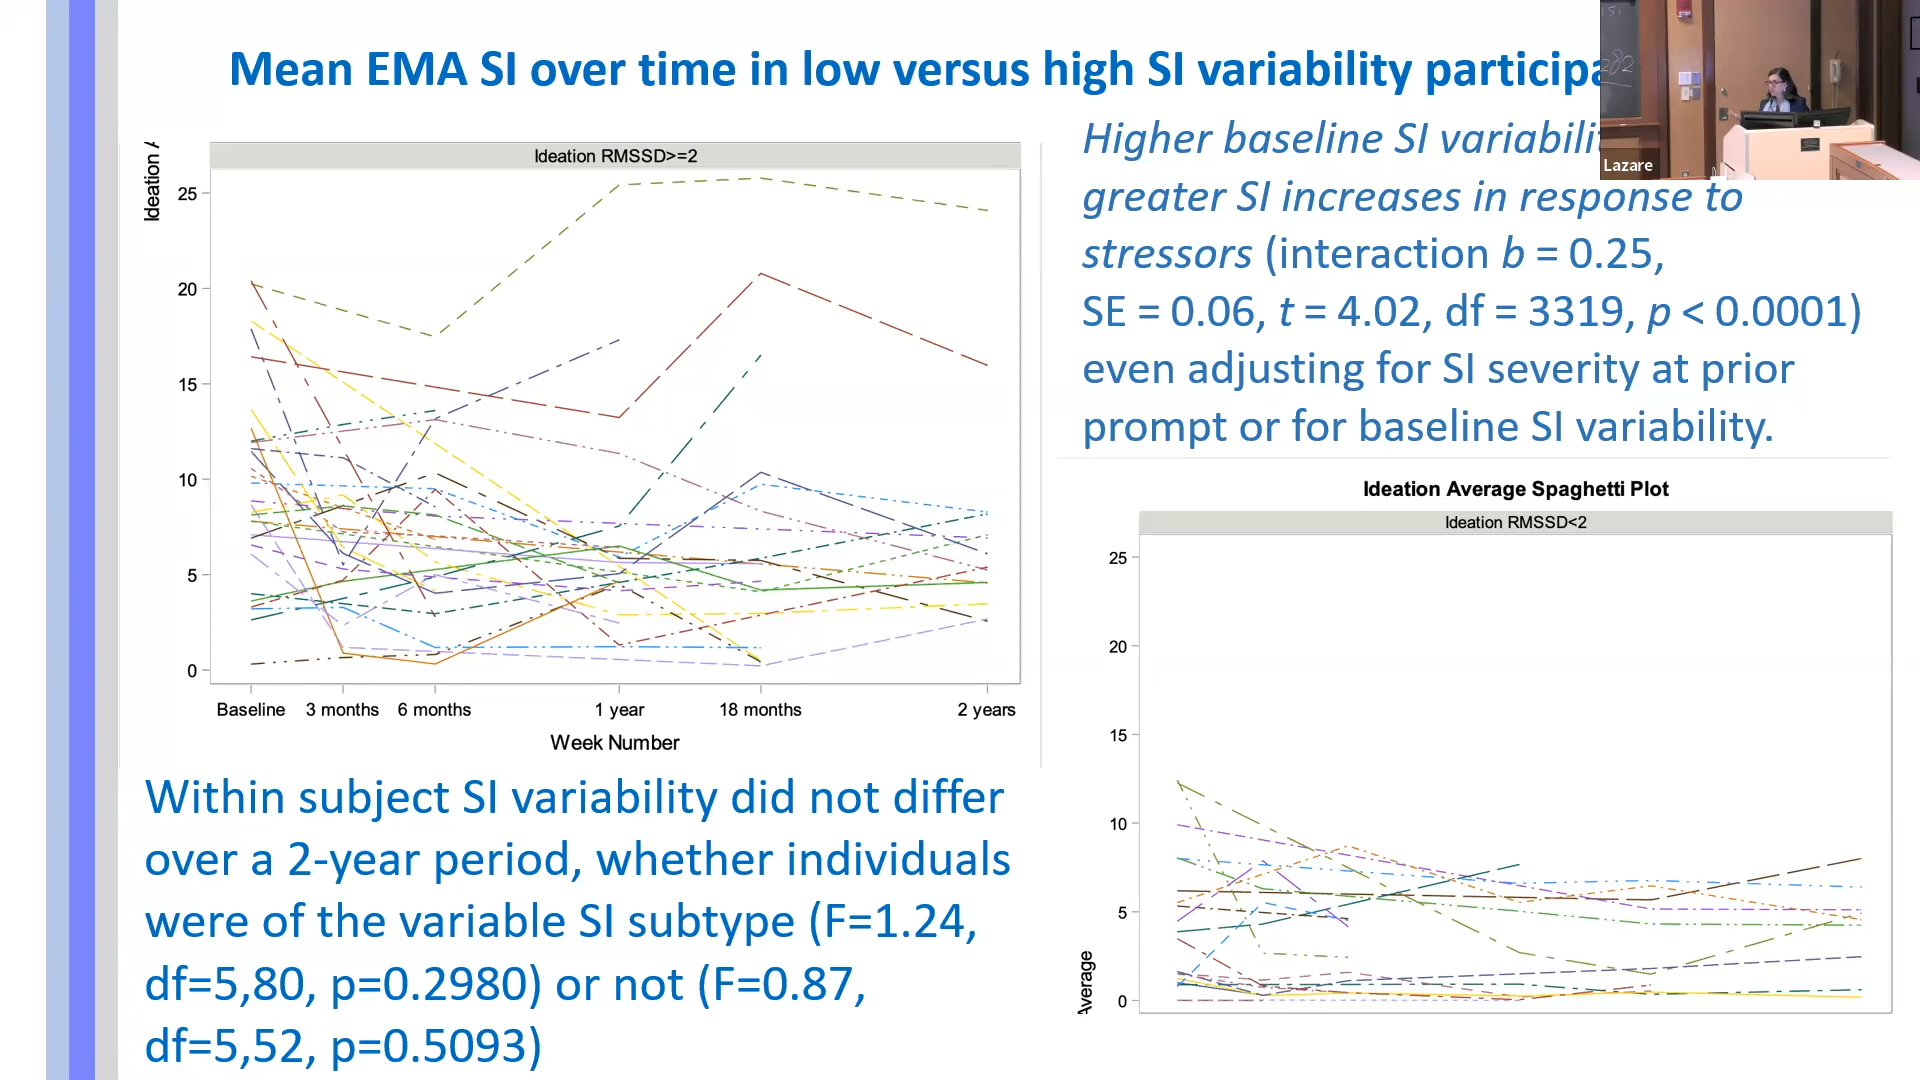 Mean EMA SI over time in low versus high SI variability
Ideation RMSSD>=2
Ideation
25
20
15
10
5
0
Baseline 3 months 6 months 1 year 18 months 2 years
Week Number
Higher baseline SI
greater SI increases in response to
stressors (interaction b = 0.25,
SE = 0.06, t = 4.02, df = 3319, p < 0.0001)
even adjusting for SI severity at prior
prompt or for baseline SI variability.
Lazare
Ideation Average Spaghetti Plot
Ideation RMSSD<2
25
20
15
10
5
0
Average
Within subject SI variability did not differ
over a 2-year period, whether individuals
were of the variable SI subtype (F=1.24,
df=5,80, p=0.2980) or not (F=0.87,
df=5,52, p=0.5093)